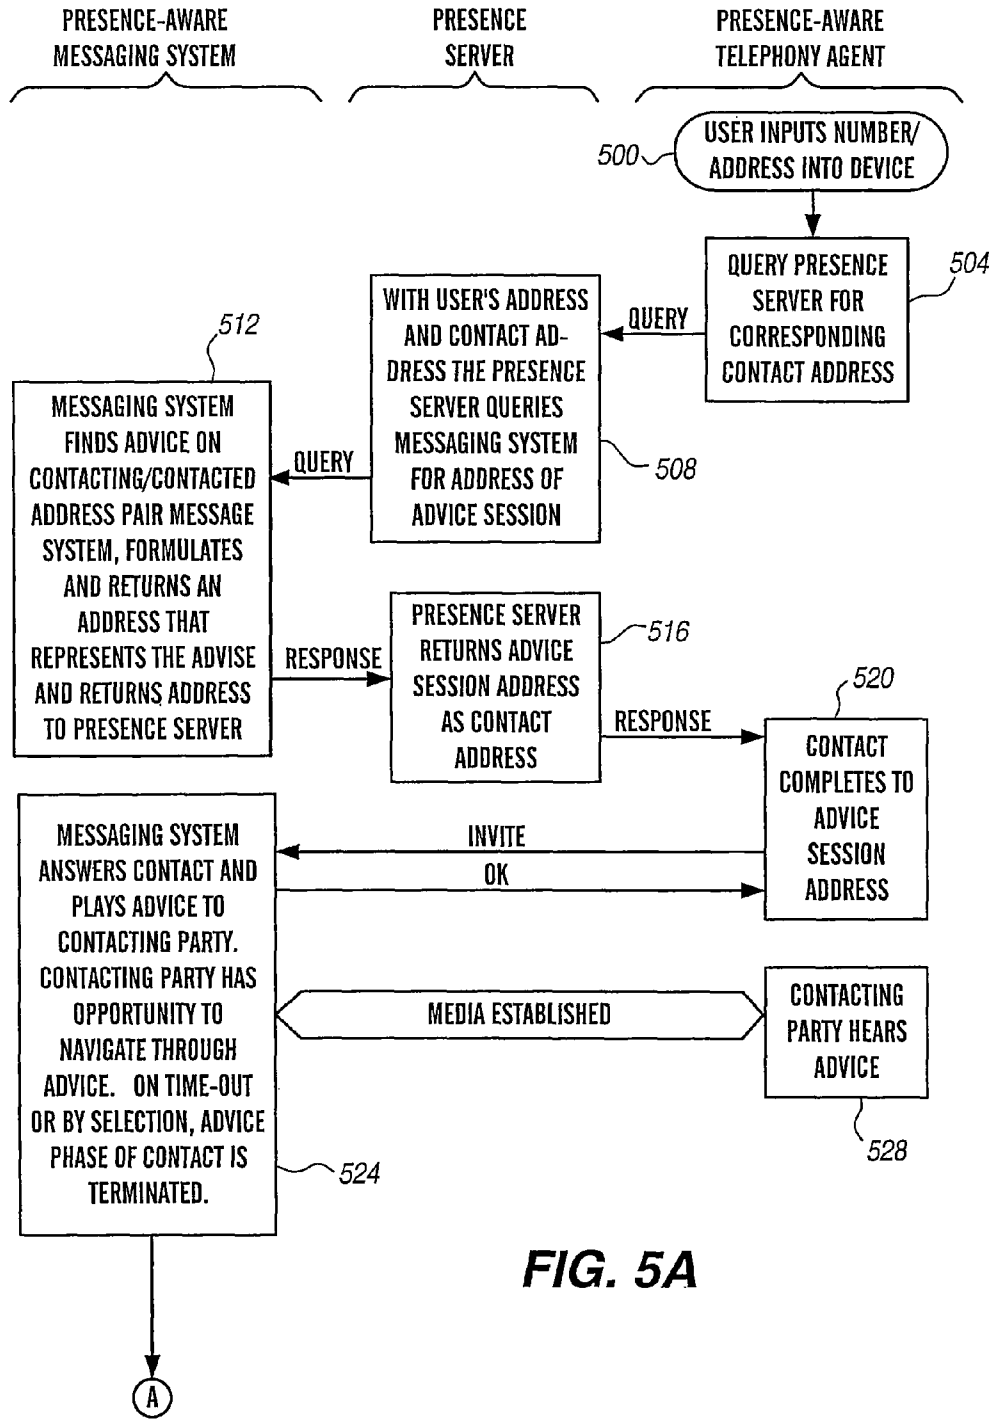 PRESENCE-AWARE
MESSAGING SYSTEM
PRESENCE
SERVER
PRESENCE-AWARE
TELEPHONY AGENT
500
USER INPUTS NUMBER/
ADDRESS INTO DEVICE
504
QUERY PRESENCE
SERVER FOR
CORRESPONDING
CONTACT ADDRESS
QUERY
WITH USER'S ADDRESS
AND CONTACT AD-
DRESS THE PRESENCE
SERVER QUERIES
MESSAGING SYSTEM
FOR ADDRESS OF
ADVICE SESSION
508
QUERY
512
MESSAGING SYSTEM
FINDS ADVICE ON
CONTACTING/CONTACTED
ADDRESS PAIR MESSAGE
SYSTEM, FORMULATES
AND RETURNS AN
ADDRESS THAT
REPRESENTS THE ADVISE
AND RETURNS ADDRESS
TO PRESENCE SERVER
RESPONSE
PRESENCE SERVER
RETURNS ADVICE
SESSION ADDRESS
AS CONTACT
ADDRESS
516
RESPONSE
520
CONTACT
COMPLETES TO
ADVICE
SESSION
ADDRESS
INVITE
OK
MESSAGING SYSTEM
ANSWERS CONTACT AND
PLAYS ADVICE TO
CONTACTING PARTY.
CONTACTING PARTY HAS
OPPORTUNITY TO
NAVIGATE THROUGH
ADVICE. ON TIME-OUT
OR BY SELECTION, ADVICE
PHASE OF CONTACT IS
TERMINATED.
524
MEDIA ESTABLISHED
CONTACTING
PARTY HEARS
ADVICE
528
FIG. 5A
A